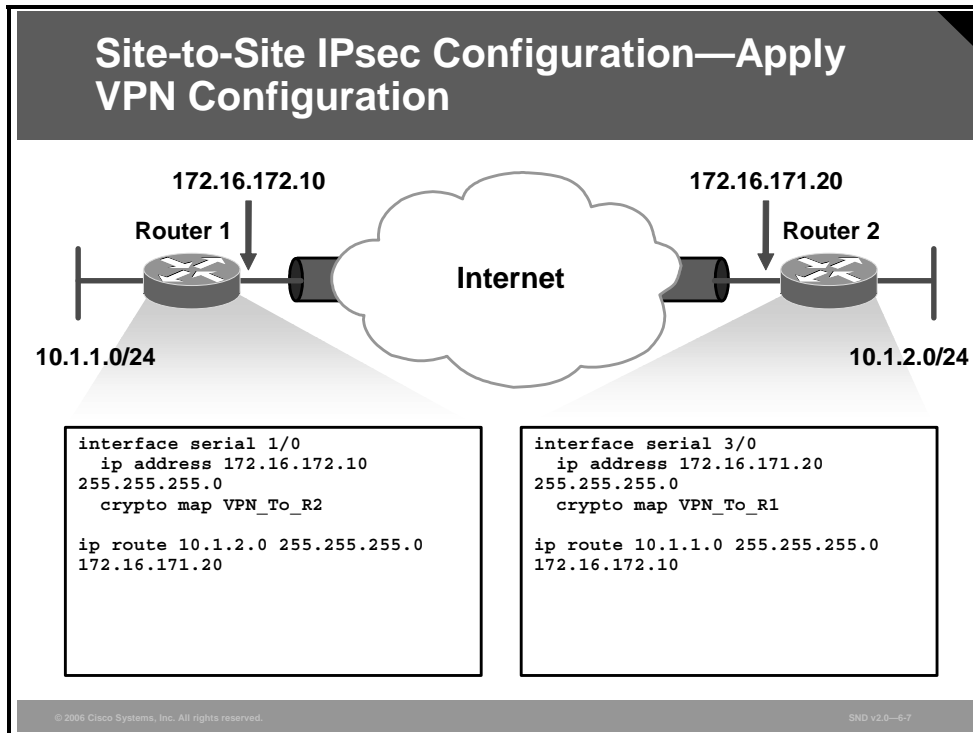 Site-to-Site IPsec Configuration—Apply
VPN Configuration
172.16.172.10
172.16.171.20
Router 1
Router 2
Internet
10.1.1.0/24
10.1.2.0/24
interface serial 1/0
ip address 172.16.172.10
255.255.255.0
crypto map VPN_To_R2
ip route 10.1.2.0 255.255.255.0
172.16.171.20
interface serial 3/0
ip address 172.16.171.20
255.255.255.0
crypto map VPN_To_R1
ip route 10.1.1.0 255.255.255.0
172.16.172.10
© 2006 Cisco Systems, Inc. All rights reserved.
SND v2.0—6-7